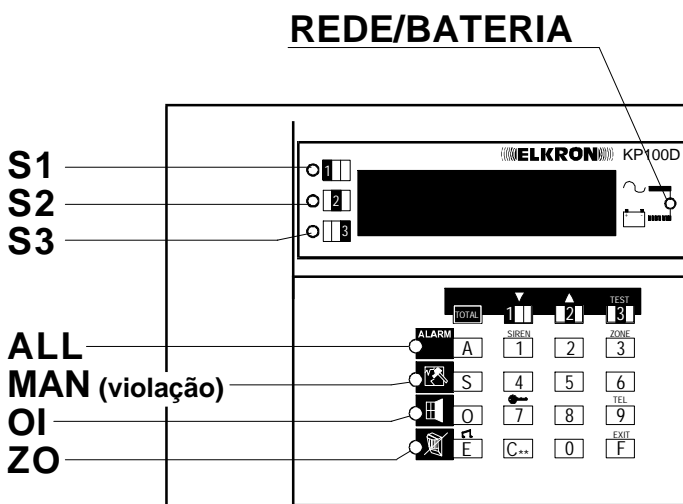 REDE/BATERIA
ELKRON KP100D
S1
1
S2
2
S3
3
TEST
TOTAL 1 2 3
ALARM SIREN ZONE
ALL
A 1 2 3
MAN (violação)
S 4 5 6
TEL
OI
O 7 8 9
EXIT
ZO
E C** 0 F